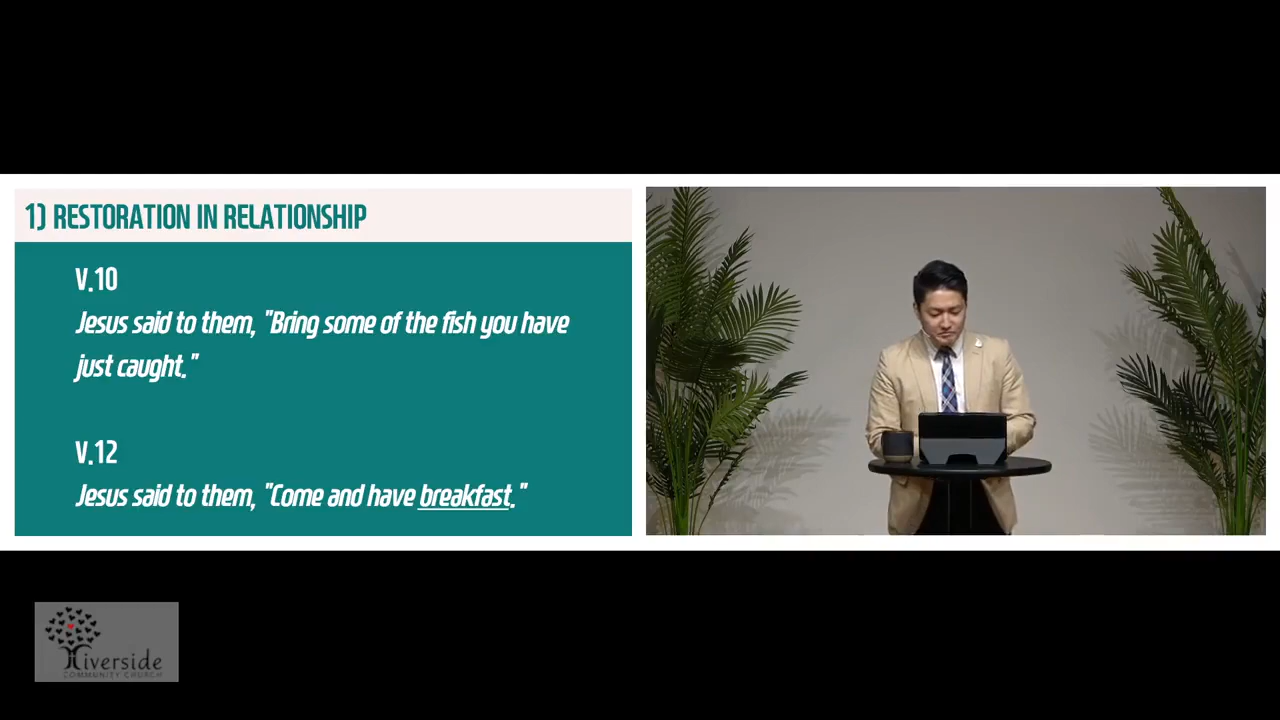 1) RESTORATION IN RELATIONSHIP
V.10
Jesus said to them, "Bring some of the fish you have
just caught."
V.12
Jesus said to them, "Come and have breakfast."
Riverside
COMMUNITY CHURCH